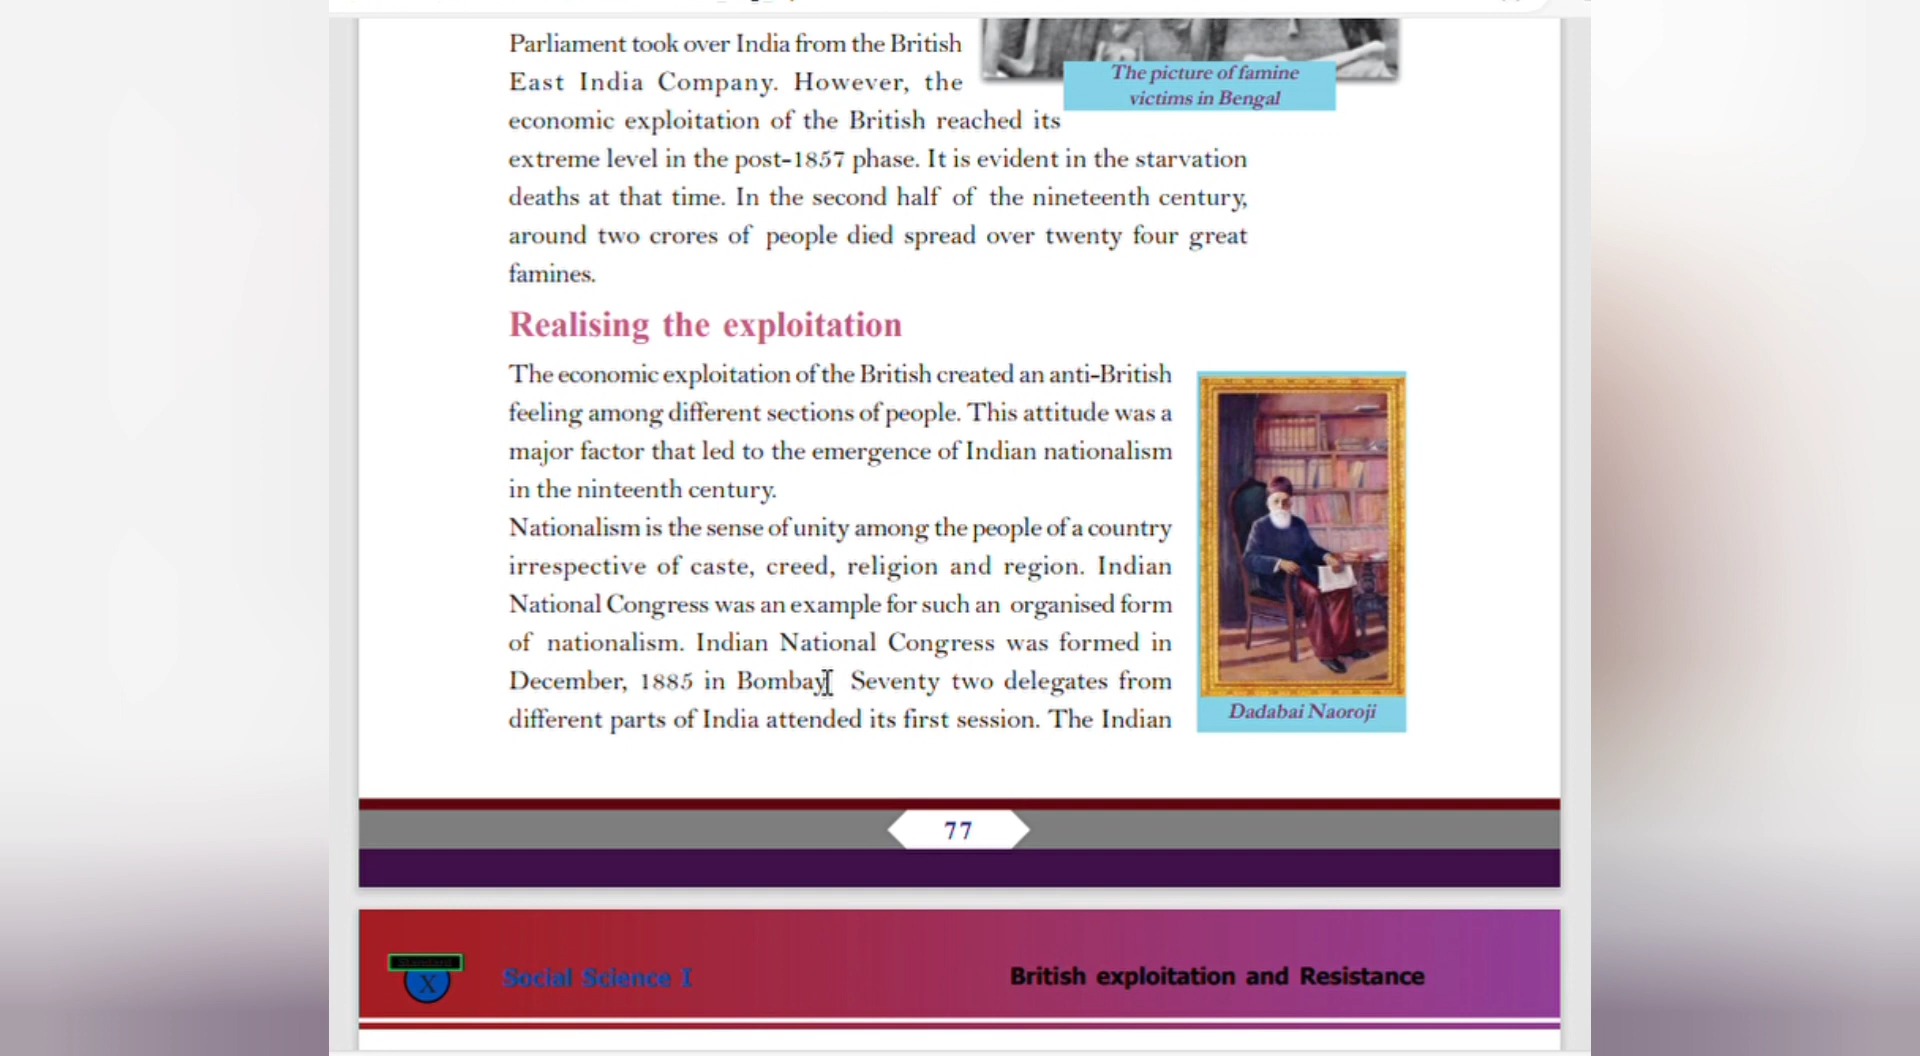 Parliament took over India from the British
East India Company. However, the
economic exploitation of the British reached its
extreme level in the post-1857 phase. It is evident in the starvation
deaths at that time. In the second half of the nineteenth century,
around two crores of people died spread over twenty four great
famines.
The picture of famine
victims in Bengal
Realising the exploitation
The economic exploitation of the British created an anti-British
feeling among different sections of people. This attitude was a
major factor that led to the emergence of Indian nationalism
in the ninteenth century.
Nationalism is the sense of unity among the people of a country
irrespective of caste, creed, religion and region. Indian
National Congress was an example for such an organised form
of nationalism. Indian National Congress was formed in
December, 1885 in Bombay Seventy two delegates from
different parts of India attended its first session. The Indian
Dadabai Naoroji
77
Standard
X
Social Science I
British exploitation and Resistance